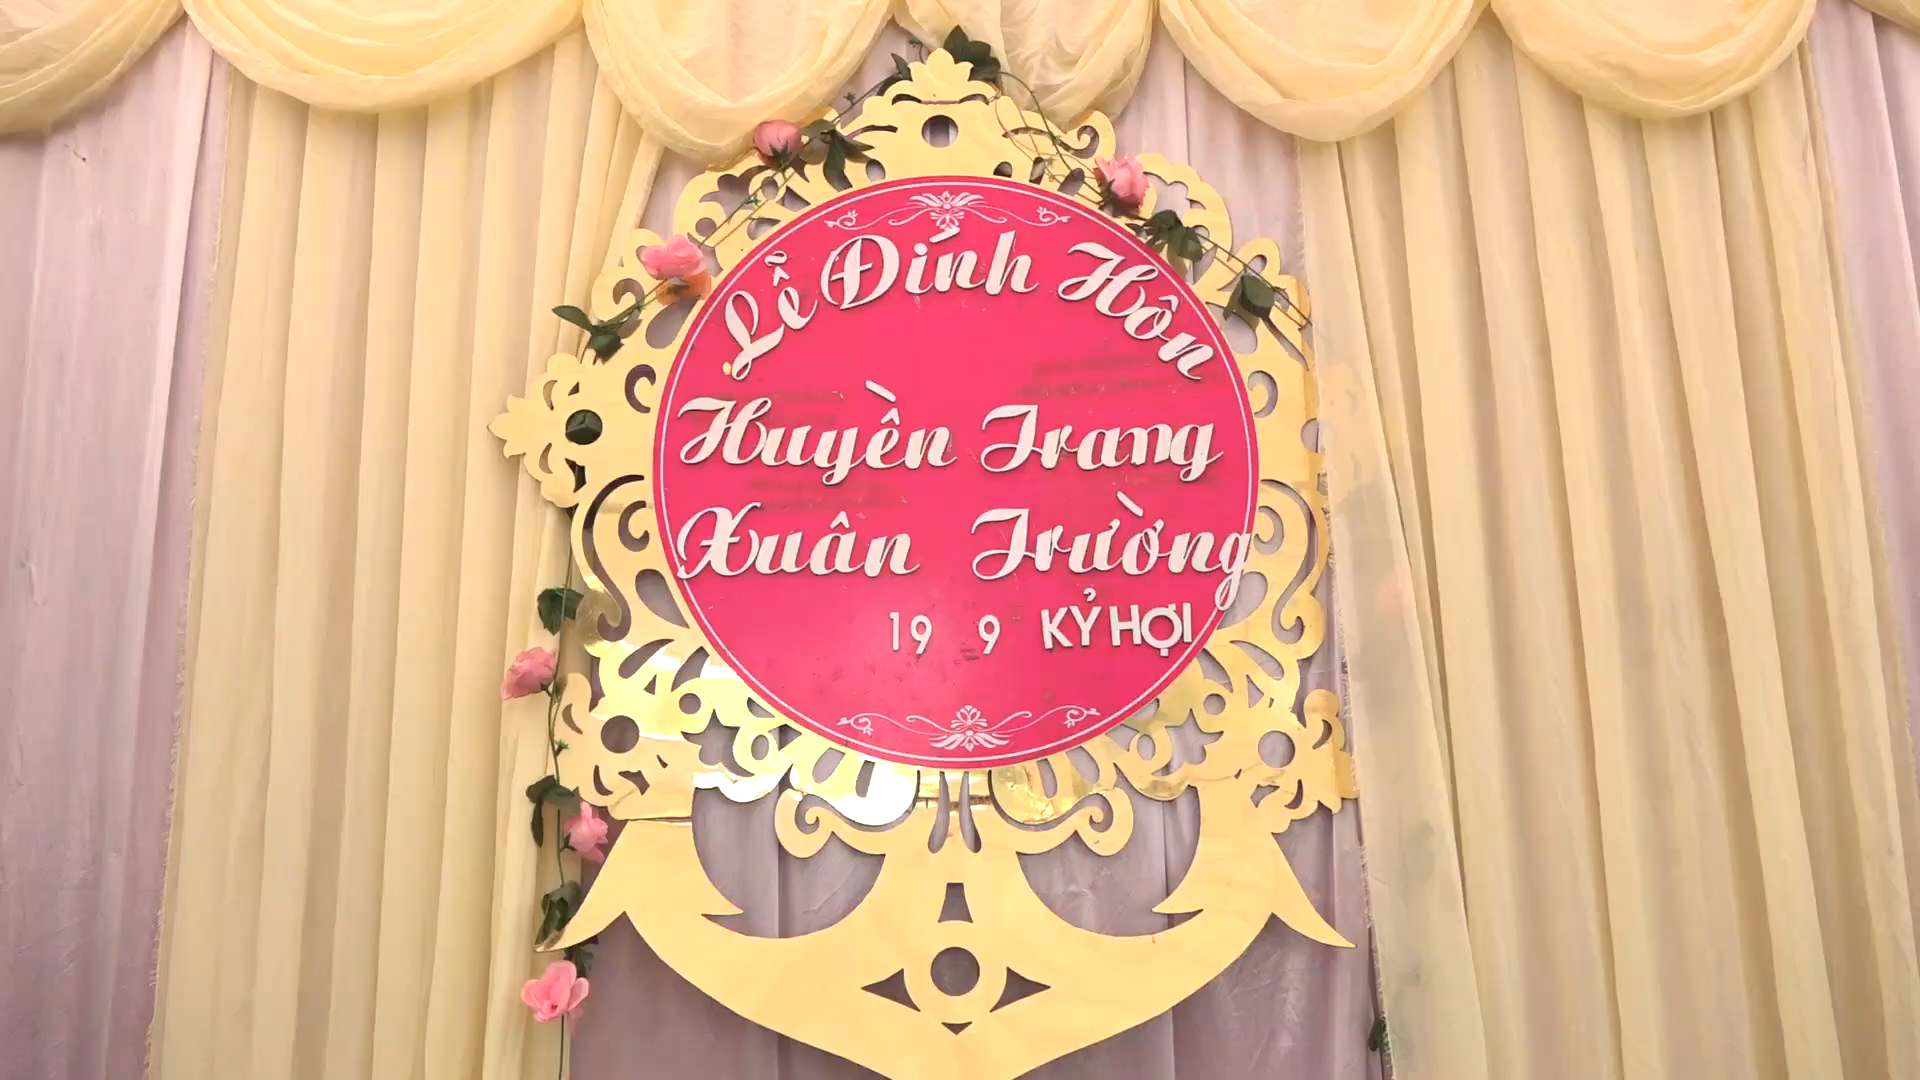 Lễ Đính Hôn
Huyền Trang
Xuân Trường
19 9 KỶ HỢI